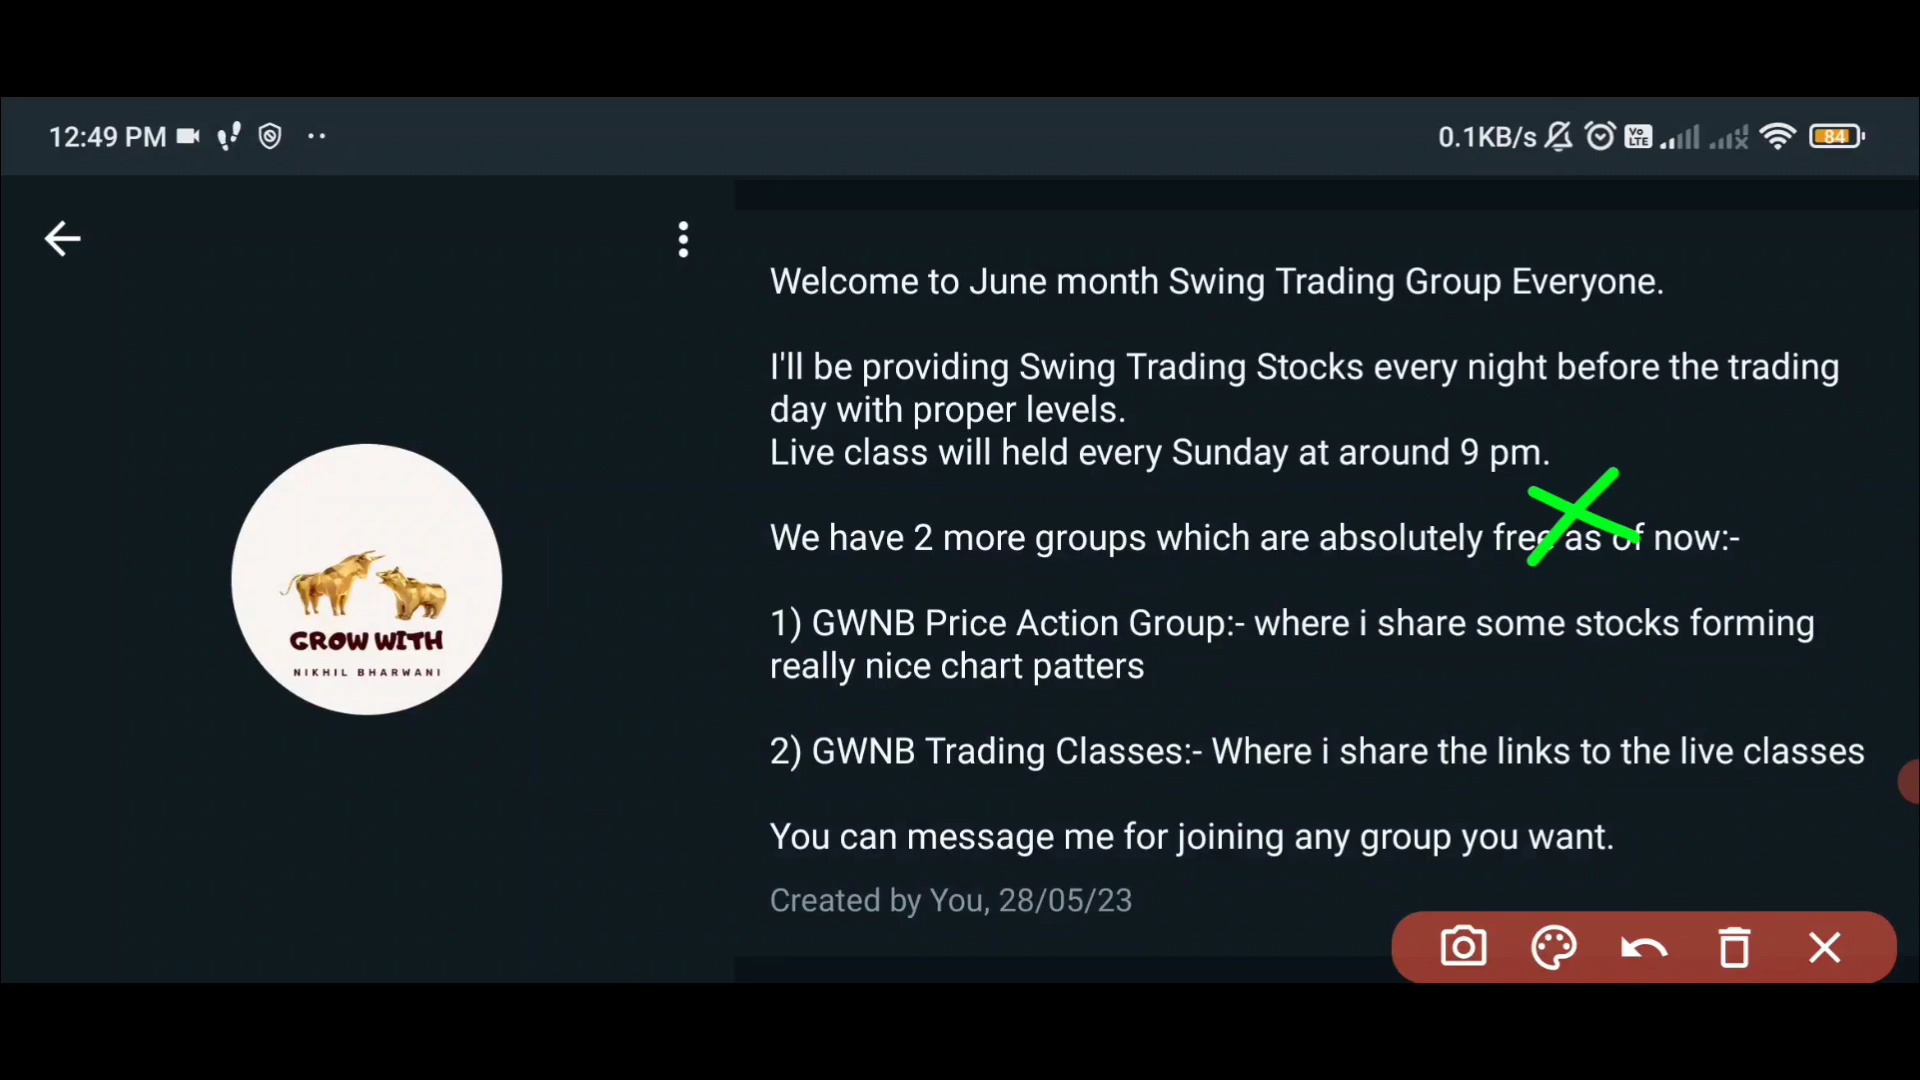 12:49 PM
0.1KB/s Vo LTE 84
Welcome to June month Swing Trading Group Everyone.
I'll be providing Swing Trading Stocks every night before the trading
day with proper levels.
Live class will held every Sunday at around 9 pm.
We have 2 more groups which are absolutely free as of now:-
1) GWNB Price Action Group:- where i share some stocks forming
really nice chart patters
2) GWNB Trading Classes:- Where i share the links to the live classes
You can message me for joining any group you want.
Created by You, 28/05/23
GROW WITH
NIKHIL BHARWANI